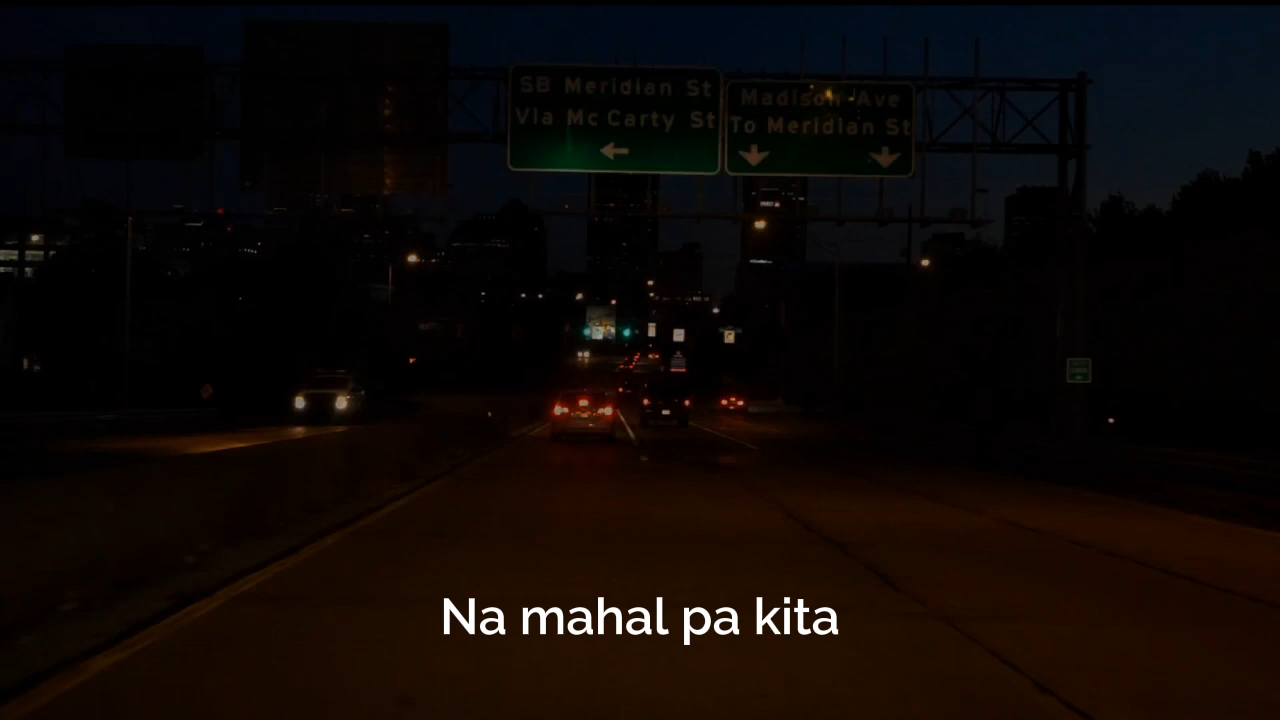 SB Meridian St
Via Mc Carty St
Madison Ave
To Meridian St
Na mahal pa kita